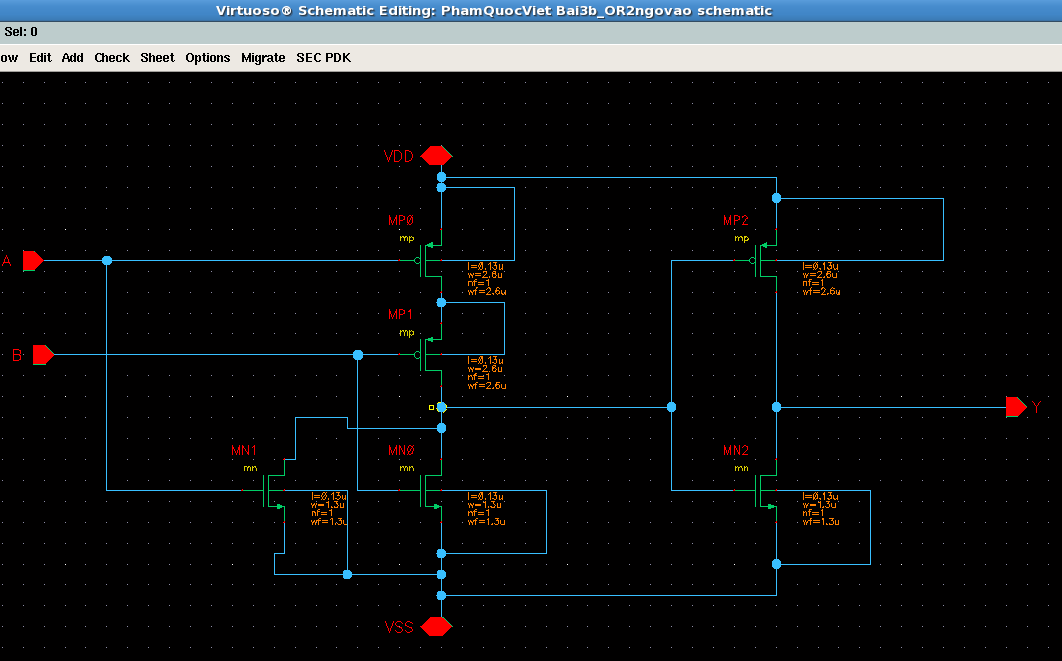 Virtuoso® Schematic Editing: PhamQuocViet Bai3b_OR2ngovao schematic
Sel: 0
ow Edit Add Check Sheet Options Migrate SEC PDK
VDD
MP0
mp
l=0.13u
w=2.6u
nf=1
wf=2.6u
MP2
mp
l=0.13u
w=2.6u
nf=1
wf=2.6u
A
MP1
mp
l=0.13u
w=2.6u
nf=1
wf=2.6u
B
Y
MN1
mn
l=0.13u
w=1.3u
nf=1
wf=1.3u
MN0
mn
l=0.13u
w=1.3u
nf=1
wf=1.3u
MN2
mn
l=0.13u
w=1.3u
nf=1
wf=1.3u
VSS